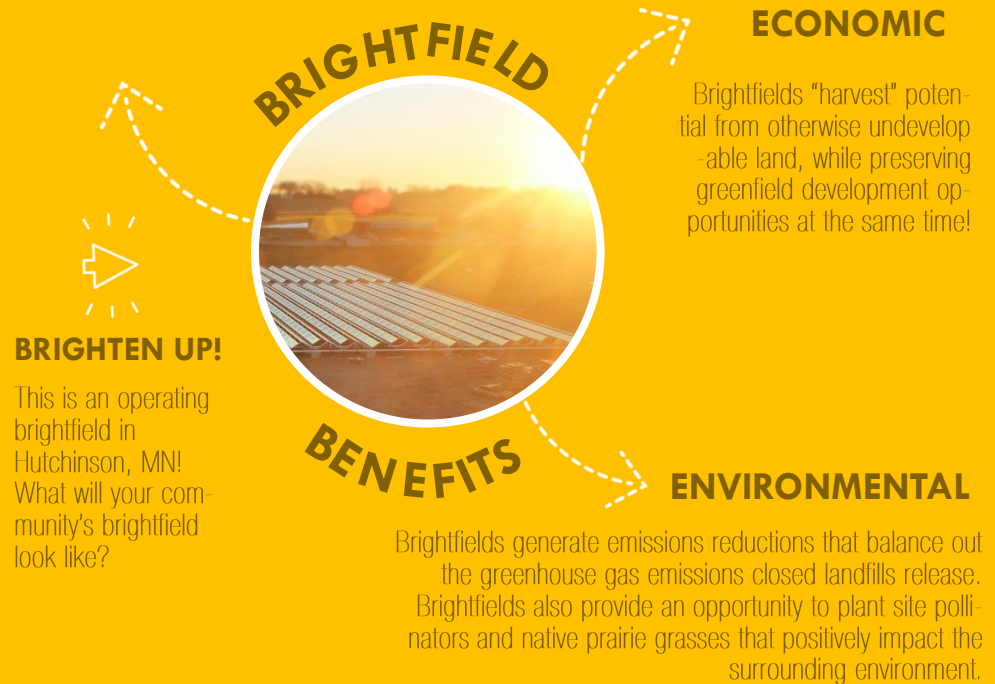 BRIGHTFIELD
BENEFITS
ECONOMIC
Brightfields "harvest" poten-
tial from otherwise undevelop
-able land, while preserving
greenfield development op-
portunities at the same time!
BRIGHTEN UP!
This is an operating
brightfield in
Hutchinson, MN!
What will your com-
munity's brightfield
look like?
ENVIRONMENTAL
Brightfields generate emissions reductions that balance out
the greenhouse gas emissions closed landfills release.
Brightfields also provide an opportunity to plant site polli-
nators and native prairie grasses that positively impact the
surrounding environment.